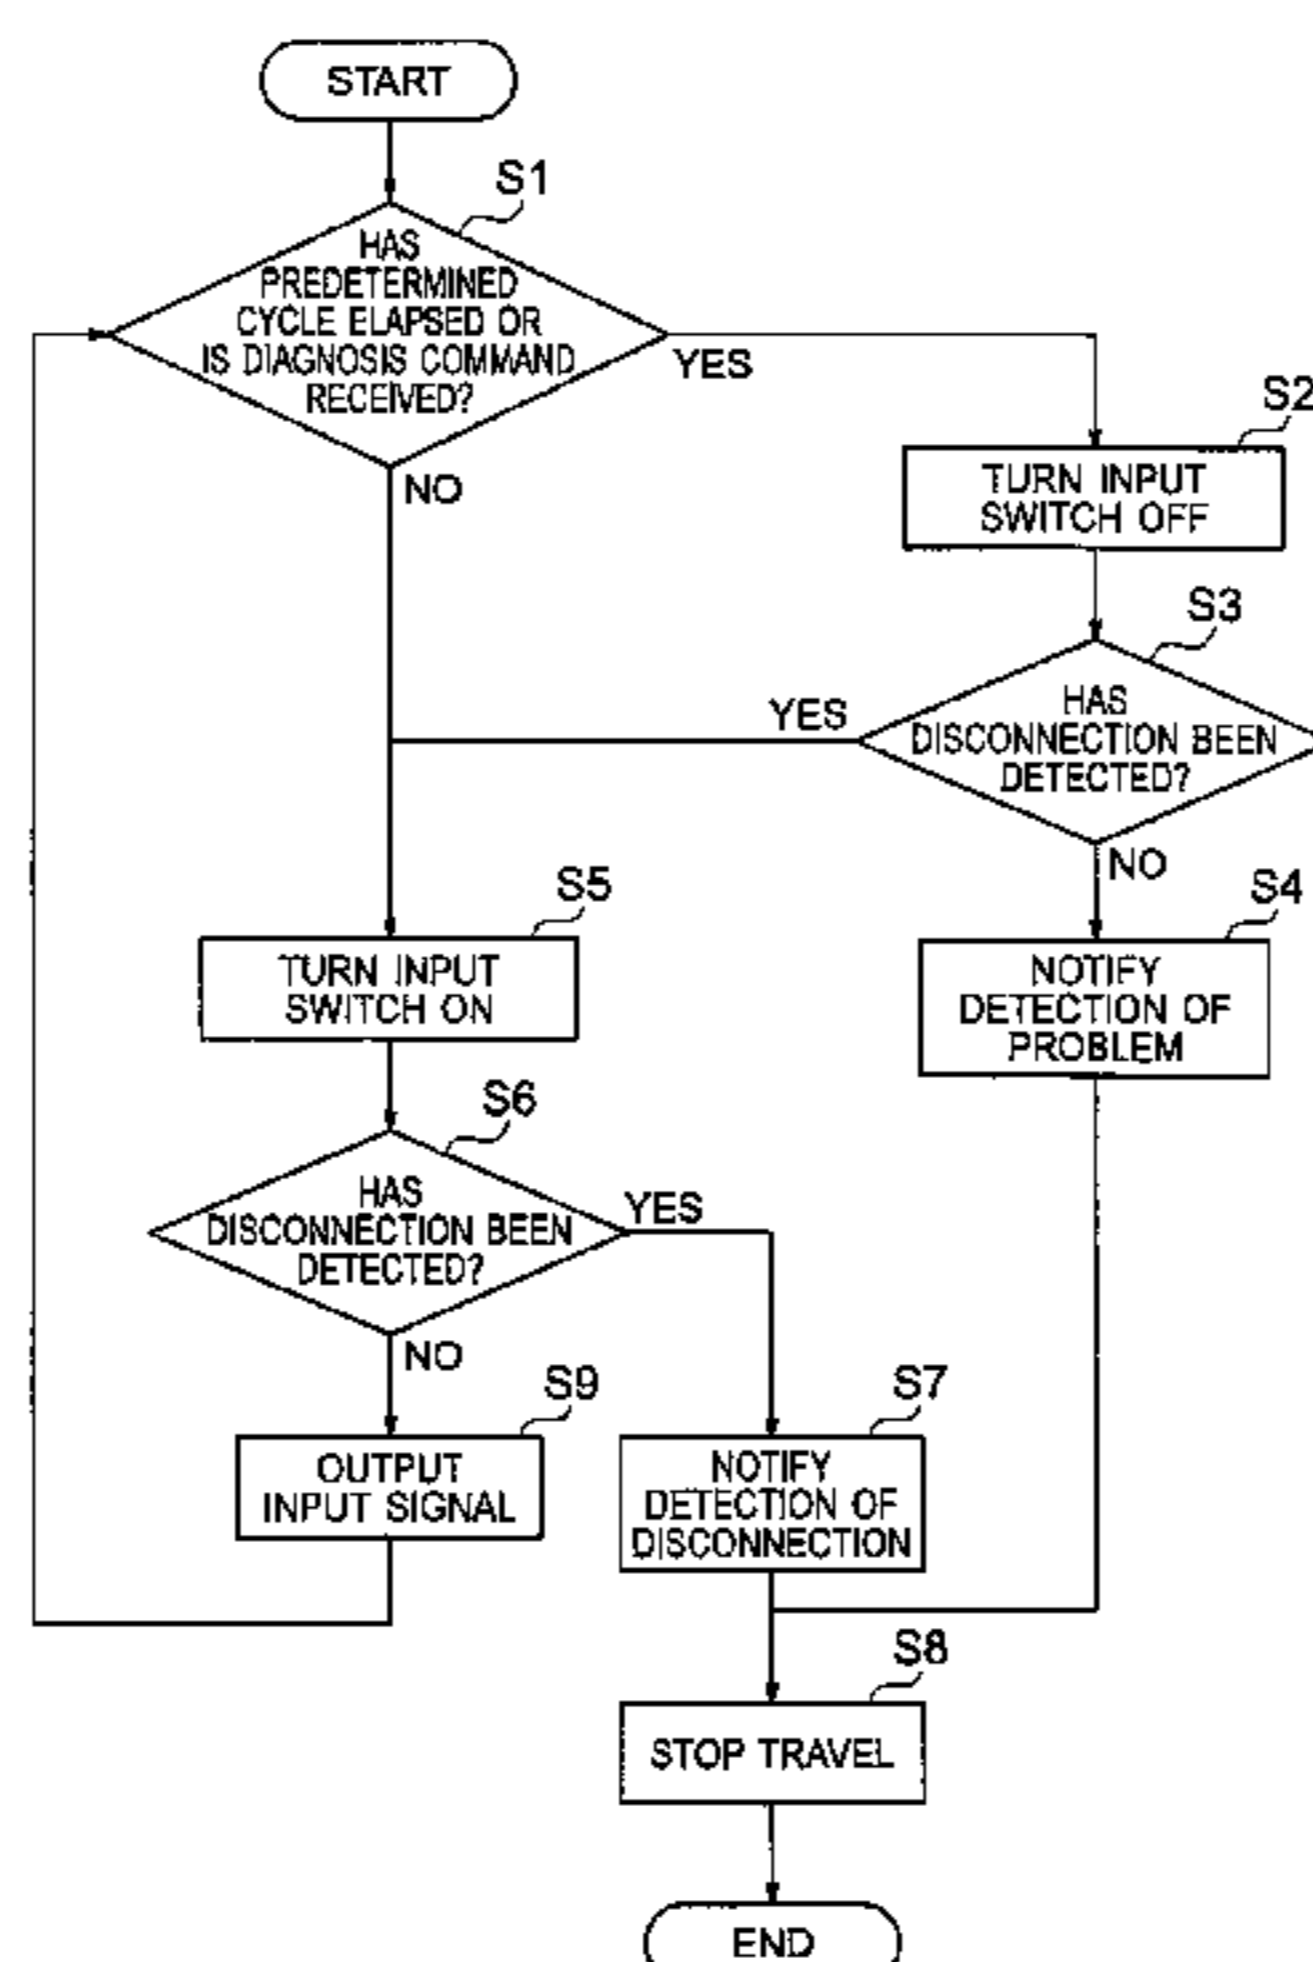 START
S1
HAS
PREDETERMINED
CYCLE ELAPSED OR
IS DIAGNOSIS COMMAND
RECEIVED?
YES
NO
S2
TURN INPUT
SWITCH OFF
S3
HAS
DISCONNECTION BEEN
DETECTED?
YES
NO
S4
NOTIFY
DETECTION OF
PROBLEM
S5
TURN INPUT
SWITCH ON
S6
HAS
DISCONNECTION BEEN
DETECTED?
YES
NO
S9
OUTPUT
INPUT SIGNAL
S7
NOTIFY
DETECTION OF
DISCONNECTION
S8
STOP TRAVEL
END